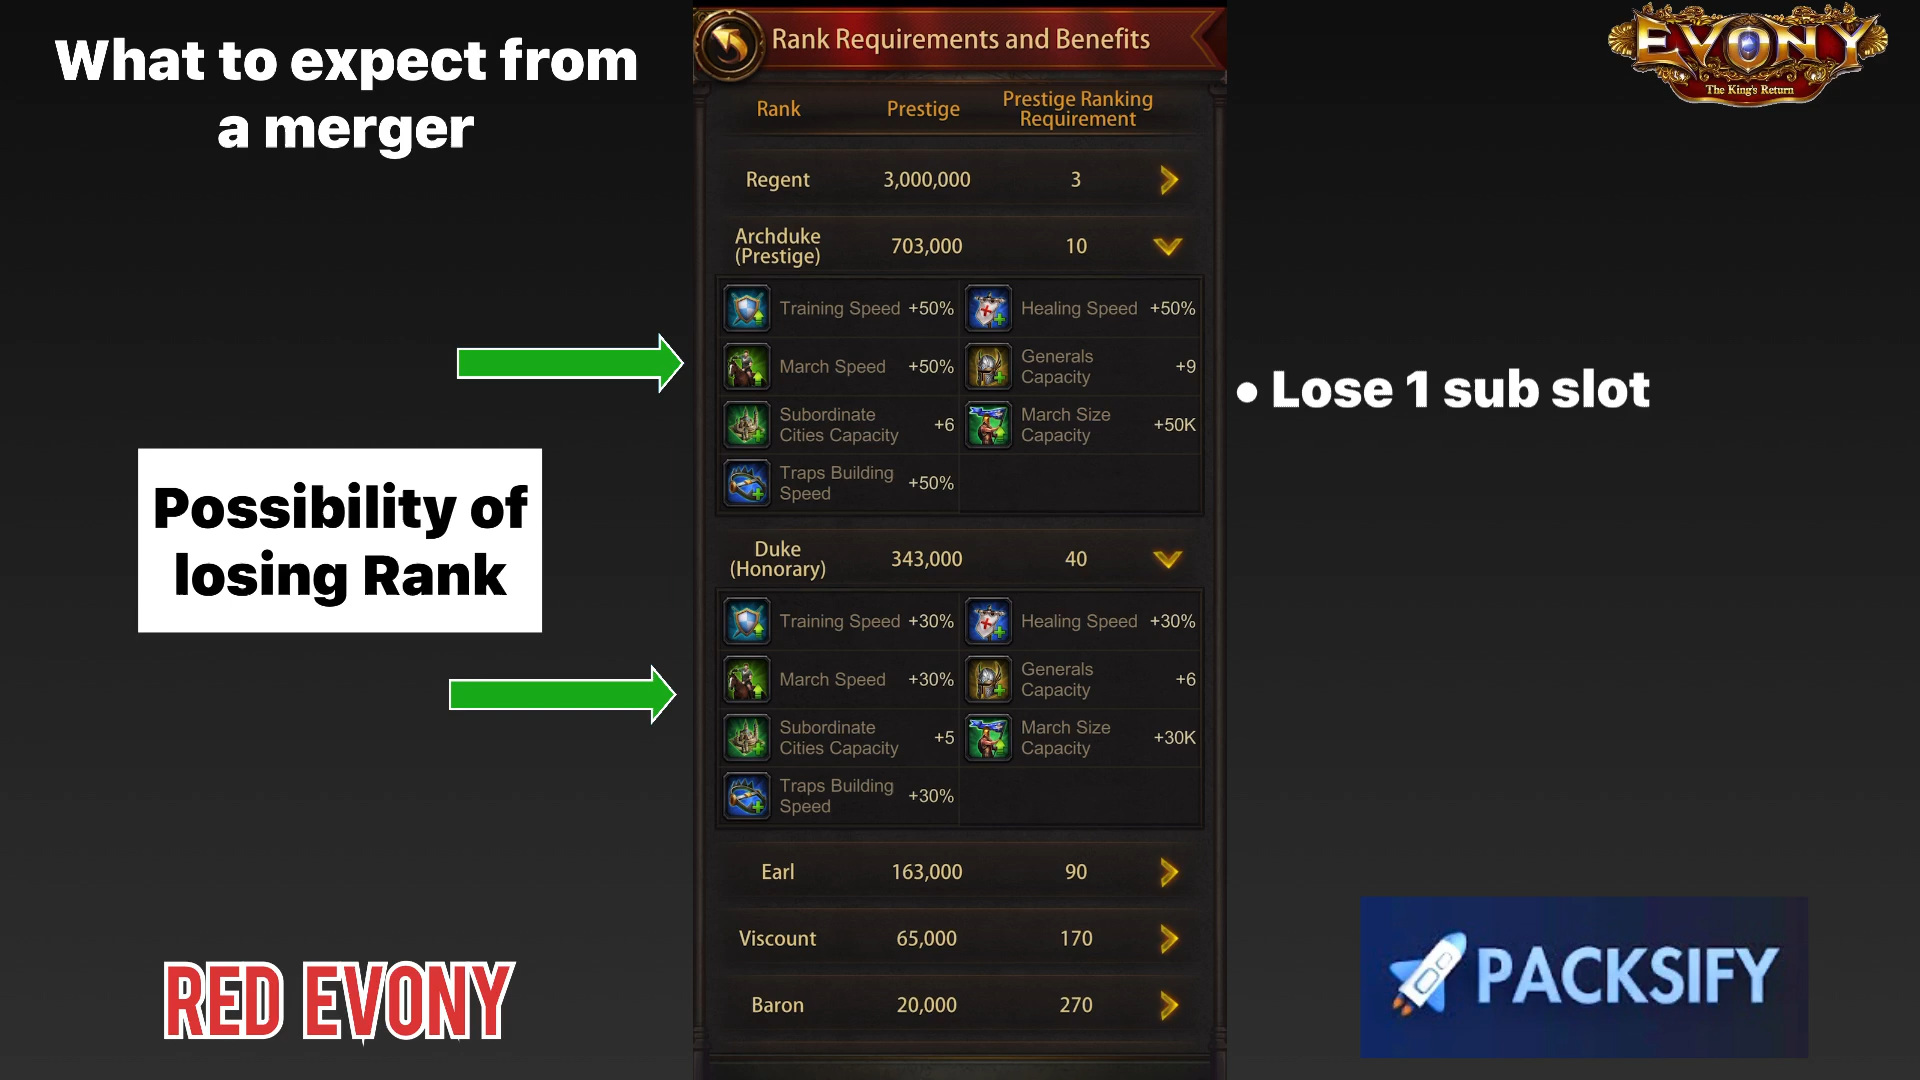 What to expect from
a merger
Rank Requirements and Benefits
EVONY
The King's Return
Rank Prestige Prestige Ranking
Requirement
Regent 3,000,000 3
Archduke
(Prestige) 703,000 10
Training Speed +50% Healing Speed +50%
March Speed +50% Generals
Capacity +9
Subordinate
Cities Capacity +6 March Size
Capacity +50K
Traps Building
Speed +50%
Duke
(Honorary) 343,000 40
Training Speed +30% Healing Speed +30%
March Speed +30% Generals
Capacity +6
Subordinate
Cities Capacity +5 March Size
Capacity +30K
Traps Building
Speed +30%
Earl 163,000 90
Viscount 65,000 170
Baron 20,000 270
Possibility of
losing Rank
• Lose 1 sub slot
RED EVONY
PACKSIFY